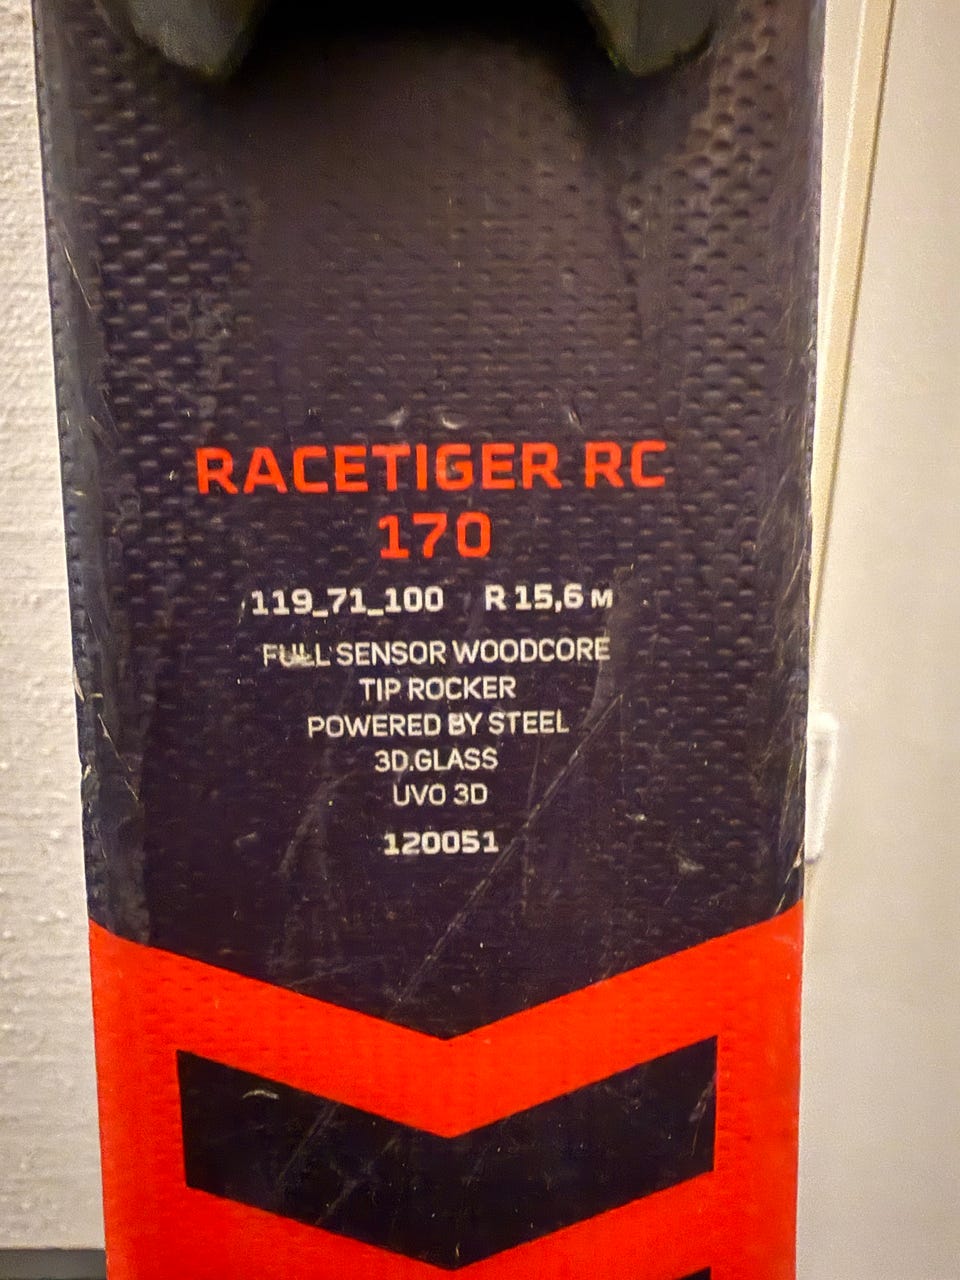 RACETIGER RC
170
119_71_100 R 15,6 M
FULL SENSOR WOODCORE
TIP ROCKER
POWERED BY STEEL
3D.GLASS
UVO 3D
120051